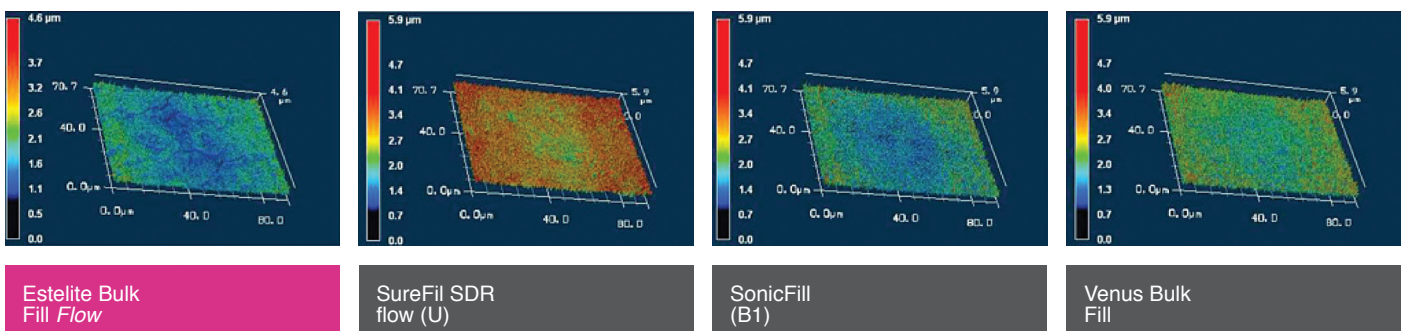 4.6 µm
3.7
3.2
2.6
2.1
1.6
1.1
0.5
0.0
70.7
40.0
0.0µm
0.0µm
40.0
80.0
4.6
µm
5.9 µm
4.7
4.1
3.4
2.7
2.0
1.4
0.7
0.0
70.7
40.0
0.0µm
0.0µm
40.0
80.0
5.9
µm
0.0
5.9 µm
4.7
4.1
3.4
2.7
2.0
1.4
0.7
0.0
70.7
40.0
0.0µm
0.0µm
40.0
80.0
5.9
µm
0.0
5.9 µm
4.7
4.0
3.4
2.6
2.0
1.3
0.7
0.0
70.7
40.0
0.0µm
0.0µm
40.0
80.0
5.9
µm
0.0
Estelite Bulk
Fill Flow
SureFil SDR
flow (U)
SonicFill
(B1)
Venus Bulk
Fill